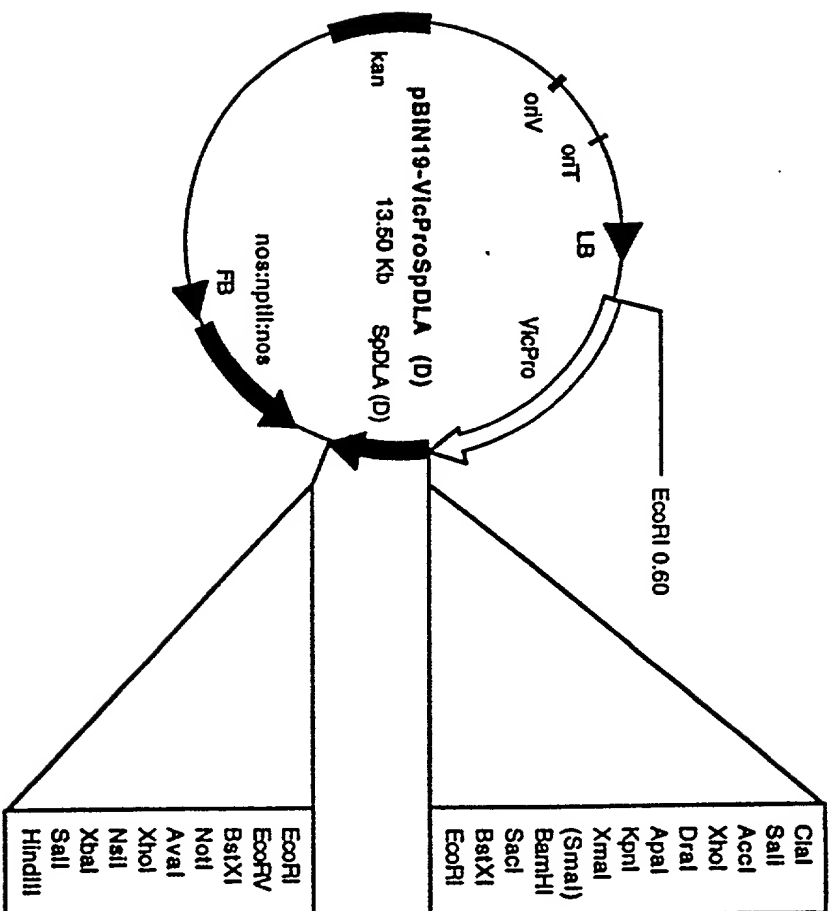 ClaI
SalI
AccI
XhoI
DraI
ApaI
KpnI
XmaI
(SmaI)
BamHI
SacI
BstXI
EcoRI
EcoRI
EcoRV
BstXI
NotI
AvaI
XhoI
NsiI
XbaI
SalI
HindIII
EcoRI 0.60
LB
VicPro
oriT
oriV
pBIN19-VicProSpDLA (D)
13.50 Kb
SpDLA (D)
kan
nos:nptII:nos
FB